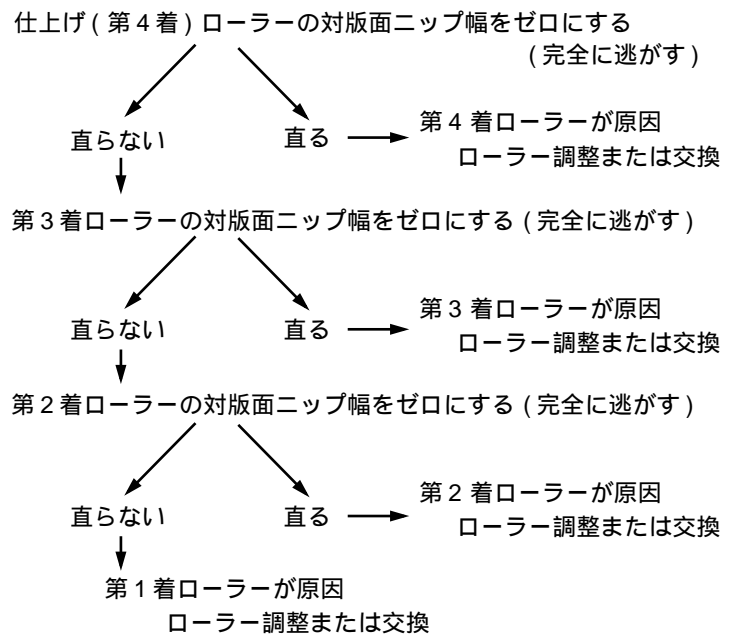 仕上げ(第4着)ローラーの対版面ニップ幅をゼロにする
(完全に逃がす)
直らない
直る
第4着ローラーが原因
ローラー調整または交換
第3着ローラーの対版面ニップ幅をゼロにする(完全に逃がす)
直らない
直る
第3着ローラーが原因
ローラー調整または交換
第2着ローラーの対版面ニップ幅をゼロにする(完全に逃がす)
直らない
直る
第2着ローラーが原因
ローラー調整または交換
第1着ローラーが原因
ローラー調整または交換